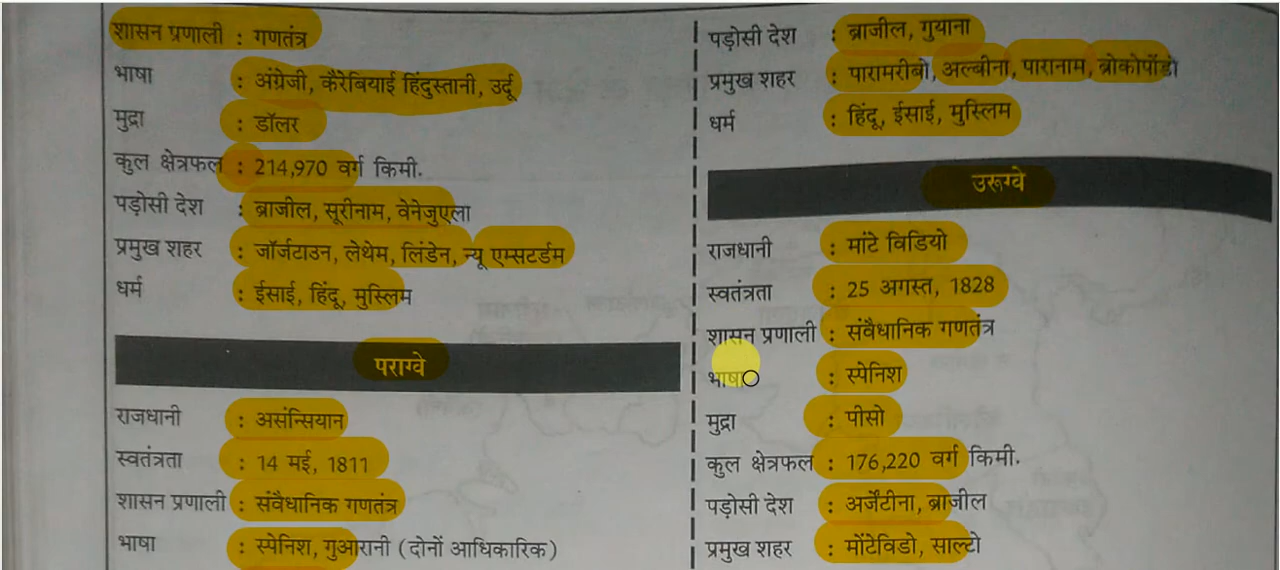 शासन प्रणाली : गणतंत्र
भाषा : अंग्रेजी, कैरेबियाई हिंदुस्तानी, उर्दू
मुद्रा : डॉलर
कुल क्षेत्रफल : 214,970 वर्ग किमी.
पड़ोसी देश : ब्राजील, सूरीनाम, वेनेजुएला
प्रमुख शहर : जॉर्जटाउन, लेथेम, लिंडेन, न्यू एम्सटर्डम
धर्म : ईसाई, हिंदू, मुस्लिम
पराग्वे
राजधानी : असंन्सियान
स्वतंत्रता : 14 मई, 1811
शासन प्रणाली : संवैधानिक गणतंत्र
भाषा : स्पेनिश, गुआरानी (दोनों आधिकारिक)
पड़ोसी देश : ब्राजील, गुयाना
प्रमुख शहर : पारामरीबो, अल्बीना, पारानाम, ब्रोकोपोंडो
धर्म : हिंदू, ईसाई, मुस्लिम
उरूग्वे
राजधानी : मांटे विडियो
स्वतंत्रता : 25 अगस्त, 1828
शासन प्रणाली : संवैधानिक गणतंत्र
भाषा : स्पेनिश
मुद्रा : पीसो
कुल क्षेत्रफल : 176,220 वर्ग किमी.
पड़ोसी देश : अर्जेंटीना, ब्राजील
प्रमुख शहर : मोंटेविडो, साल्टो